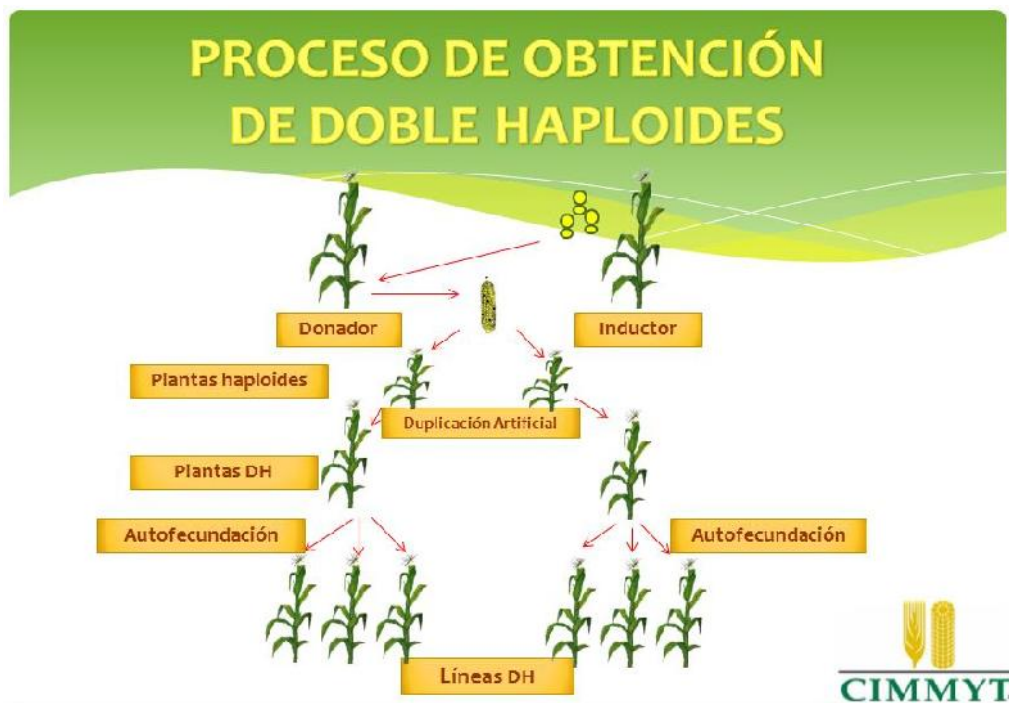 PROCESO DE OBTENCIÓN
DE DOBLE HAPLOIDES
Donador
Inductor
Plantas haploides
Duplicación Artificial
Plantas DH
Autofecundación
Autofecundación
Líneas DH
CIMMYT